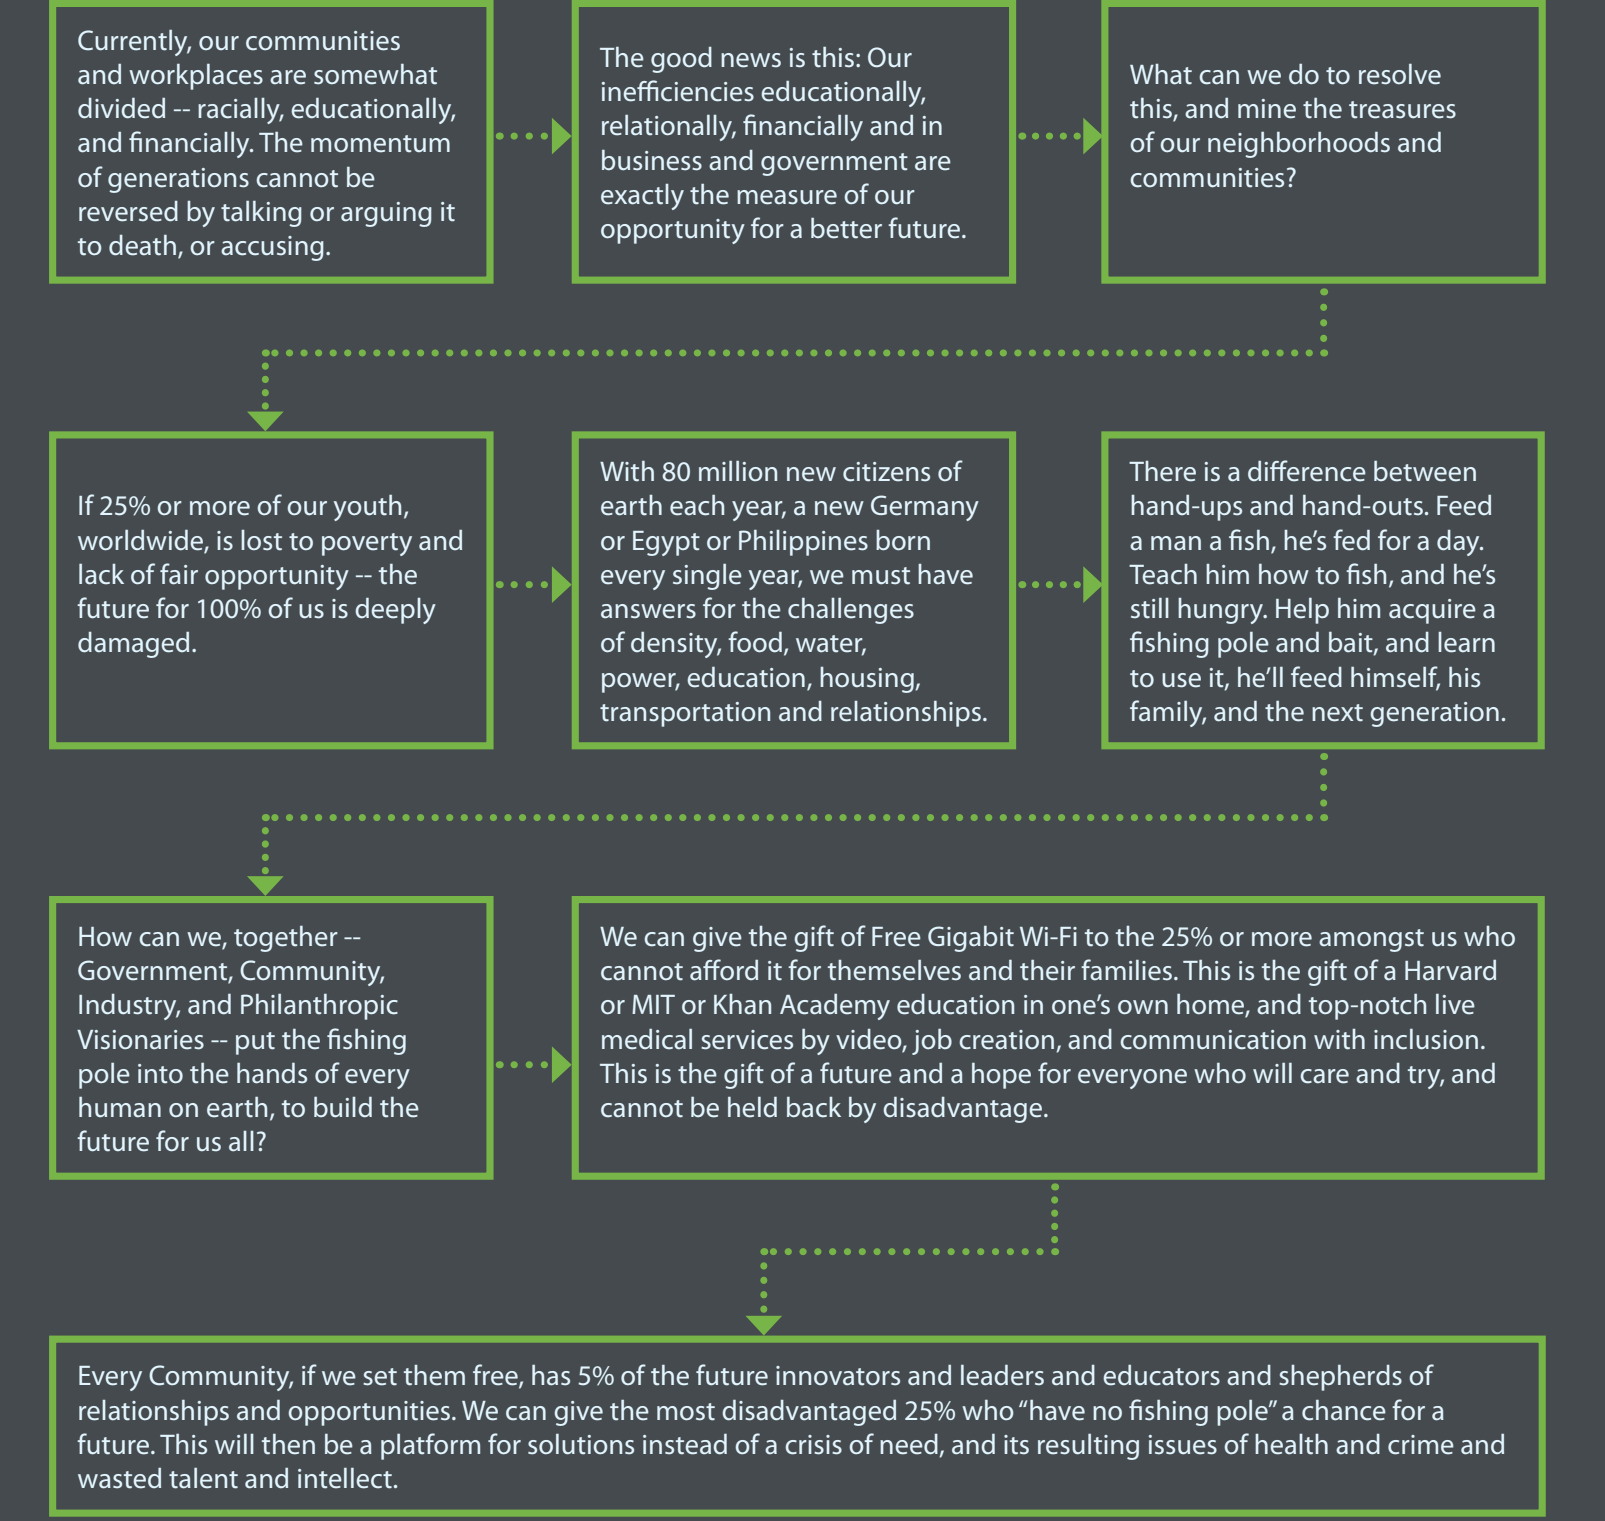 Currently, our communities
and workplaces are somewhat
divided -- racially, educationally,
and financially. The momentum
of generations cannot be
reversed by talking or arguing it
to death, or accusing.
The good news is this: Our
inefficiencies educationally,
relationally, financially and in
business and government are
exactly the measure of our
opportunity for a better future.
What can we do to resolve
this, and mine the treasures
of our neighborhoods and
communities?
If 25% or more of our youth,
worldwide, is lost to poverty and
lack of fair opportunity -- the
future for 100% of us is deeply
damaged.
With 80 million new citizens of
earth each year, a new Germany
or Egypt or Philippines born
every single year, we must have
answers for the challenges
of density, food, water,
power, education, housing,
transportation and relationships.
There is a difference between
hand-ups and hand-outs. Feed
a man a fish, he’s fed for a day.
Teach him how to fish, and he’s
still hungry. Help him acquire a
fishing pole and bait, and learn
to use it, he’ll feed himself, his
family, and the next generation.
How can we, together --
Government, Community,
Industry, and Philanthropic
Visionaries -- put the fishing
pole into the hands of every
human on earth, to build the
future for us all?
We can give the gift of Free Gigabit Wi-Fi to the 25% or more amongst us who
cannot afford it for themselves and their families. This is the gift of a Harvard
or MIT or Khan Academy education in one’s own home, and top-notch live
medical services by video, job creation, and communication with inclusion.
This is the gift of a future and a hope for everyone who will care and try, and
cannot be held back by disadvantage.
Every Community, if we set them free, has 5% of the future innovators and leaders and educators and shepherds of
relationships and opportunities. We can give the most disadvantaged 25% who “have no fishing pole” a chance for a
future. This will then be a platform for solutions instead of a crisis of need, and its resulting issues of health and crime and
wasted talent and intellect.